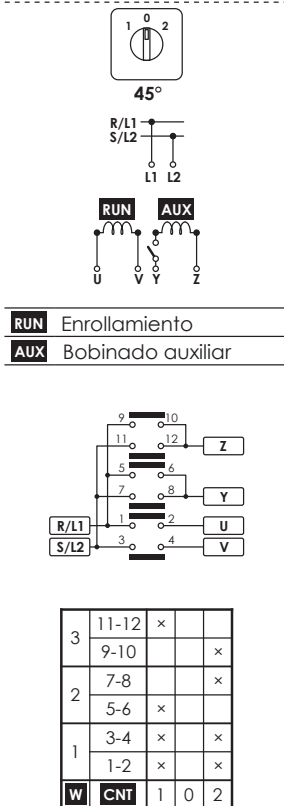 1 0 2
45°
R/L1
S/L2
L1 L2
RUN AUX
U V Y Z
RUN Enrollamiento
AUX Bobinado auxiliar
9 10
11 12 Z
5 6
7 8 Y
R/L1 1 2 U
S/L2 3 4 V
3 11-12 ×
9-10 ×
2 7-8 ×
5-6 ×
1 3-4 × ×
1-2 × ×
W CNT 1 0 2